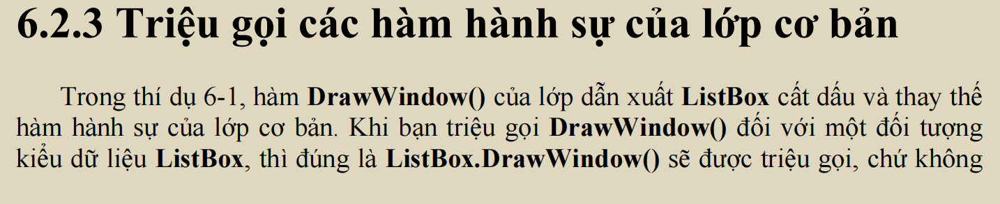 6.2.3 Triệu gọi các hàm hành sự của lớp cơ bản
Trong thí dụ 6-1, hàm DrawWindow() của lớp dẫn xuất ListBox cất dấu và thay thế
hàm hành sự của lớp cơ bản. Khi bạn triệu gọi DrawWindow() đối với một đối tượng
kiểu dữ liệu ListBox, thì đúng là ListBox.DrawWindow() sẽ được triệu gọi, chứ không